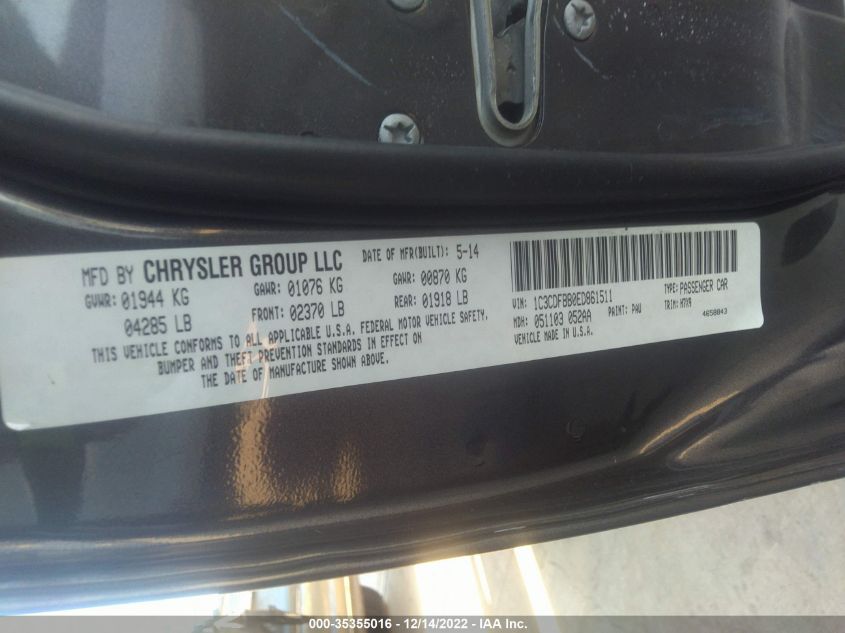 MFD BY CHRYSLER GROUP LLC DATE OF MFR(BUILT): 5-14
GVWR: 01944 KG GAWR: 01076 KG GAWR: 00870 KG
04285 LB FRONT: 02370 LB REAR: 01918 LB
THIS VEHICLE CONFORMS TO ALL APPLICABLE U.S.A. FEDERAL MOTOR VEHICLE SAFETY,
BUMPER AND THEFT PREVENTION STANDARDS IN EFFECT ON
THE DATE OF MANUFACTURE SHOWN ABOVE.
VIN: 1C3CDFBB0ED861511 TYPE: PASSENGER CAR
MDH: 051103 052AA PAINT: PAU TRIM: H7X9
VEHICLE MADE IN U.S.A. 4658843
000-35355016 - 12/14/2022 - IAA Inc.